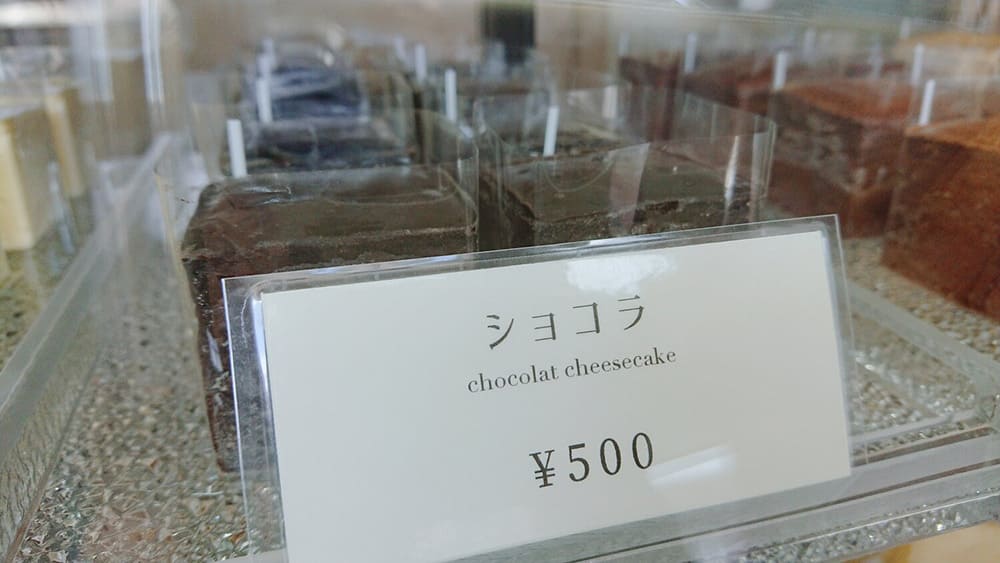 ショコラ
chocolat cheesecake
¥500